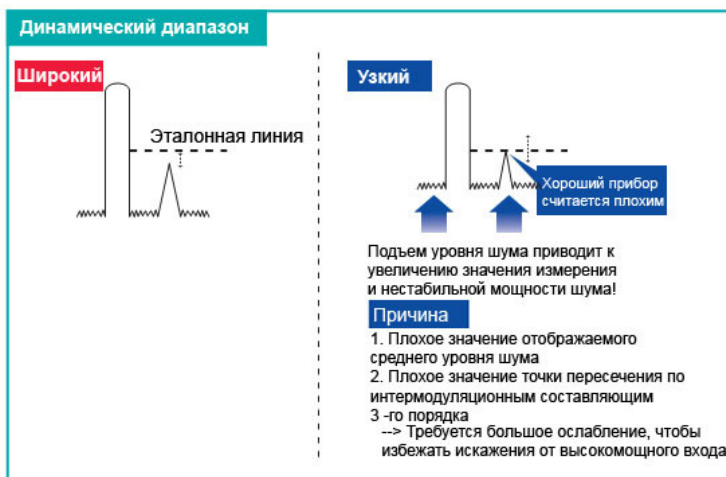 Динамический диапазон
Широкий
Эталонная линия
Узкий
Хороший прибор
считается плохим
Подъем уровня шума приводит к
увеличению значения измерения
и нестабильной мощности шума!
Причина
1. Плохое значение отображаемого
среднего уровня шума
2. Плохое значение точки пересечения по
интермодуляционным составляющим
3 -го порядка
--> Требуется большое ослабление, чтобы
избежать искажения от высокомощного входа